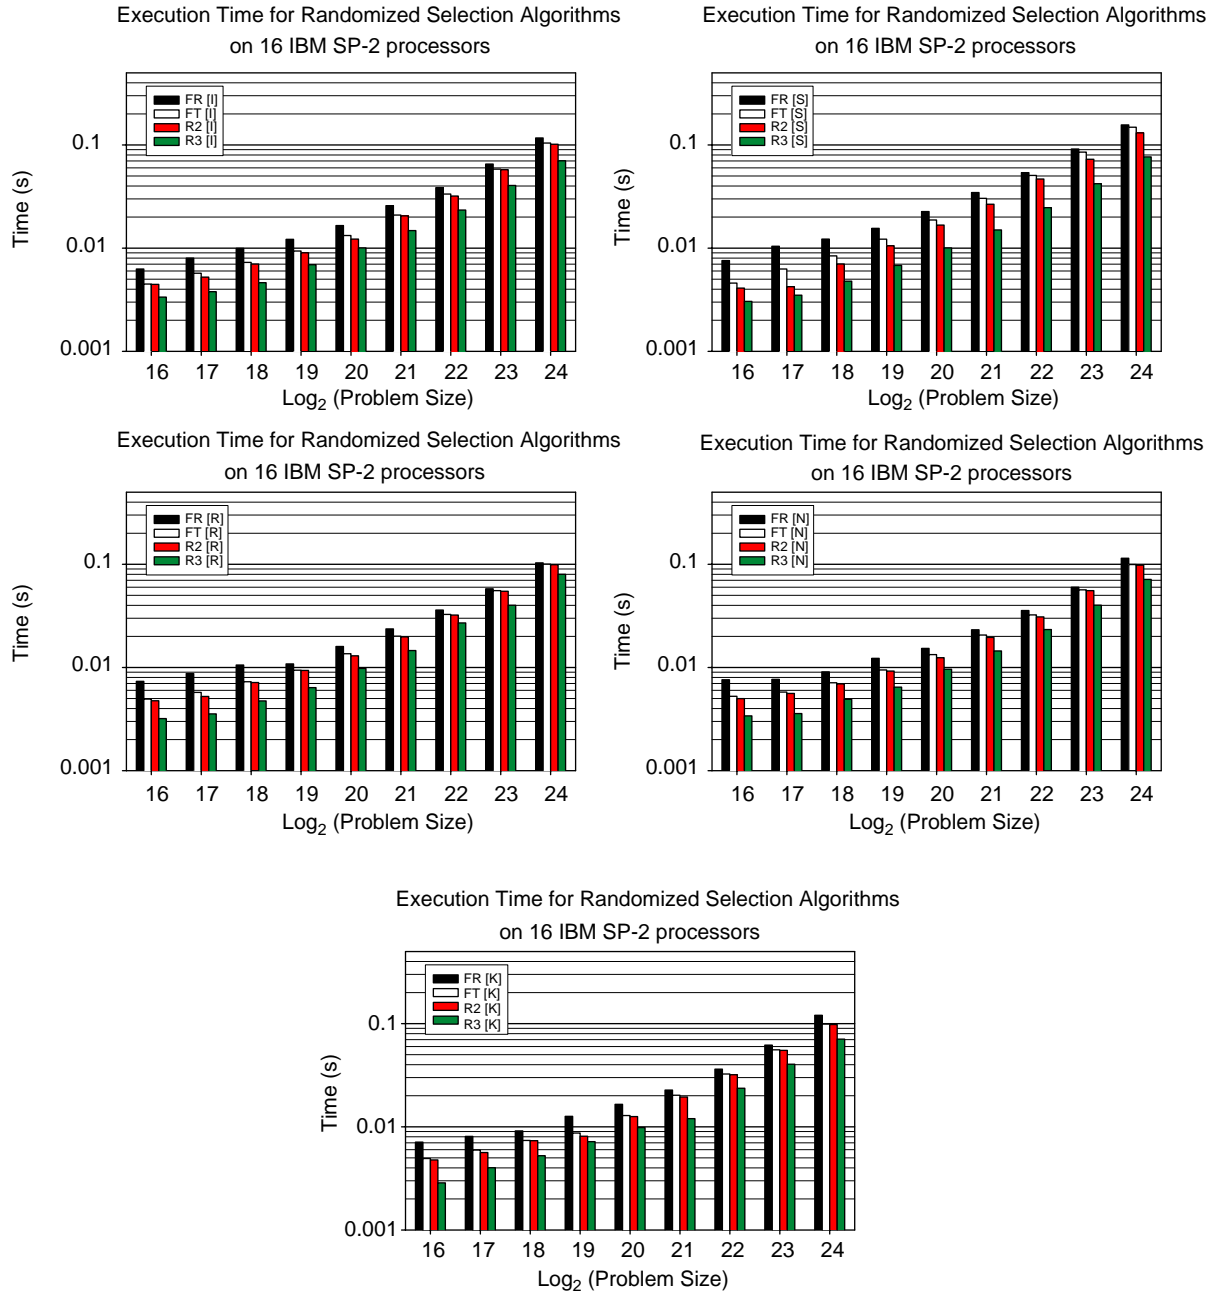 Execution Time for Randomized Selection Algorithms
on 16 IBM SP-2 processors
FR [I]
FT [I]
R2 [I]
R3 [I]
0.1
0.01
0.001
Time (s)
16 17 18 19 20 21 22 23 24
Log2 (Problem Size)
Execution Time for Randomized Selection Algorithms
on 16 IBM SP-2 processors
FR [S]
FT [S]
R2 [S]
R3 [S]
0.1
0.01
0.001
Time (s)
16 17 18 19 20 21 22 23 24
Log2 (Problem Size)
Execution Time for Randomized Selection Algorithms
on 16 IBM SP-2 processors
FR [R]
FT [R]
R2 [R]
R3 [R]
0.1
0.01
0.001
Time (s)
16 17 18 19 20 21 22 23 24
Log2 (Problem Size)
Execution Time for Randomized Selection Algorithms
on 16 IBM SP-2 processors
FR [N]
FT [N]
R2 [N]
R3 [N]
0.1
0.01
0.001
Time (s)
16 17 18 19 20 21 22 23 24
Log2 (Problem Size)
Execution Time for Randomized Selection Algorithms
on 16 IBM SP-2 processors
FR [K]
FT [K]
R2 [K]
R3 [K]
0.1
0.01
0.001
Time (s)
16 17 18 19 20 21 22 23 24
Log2 (Problem Size)